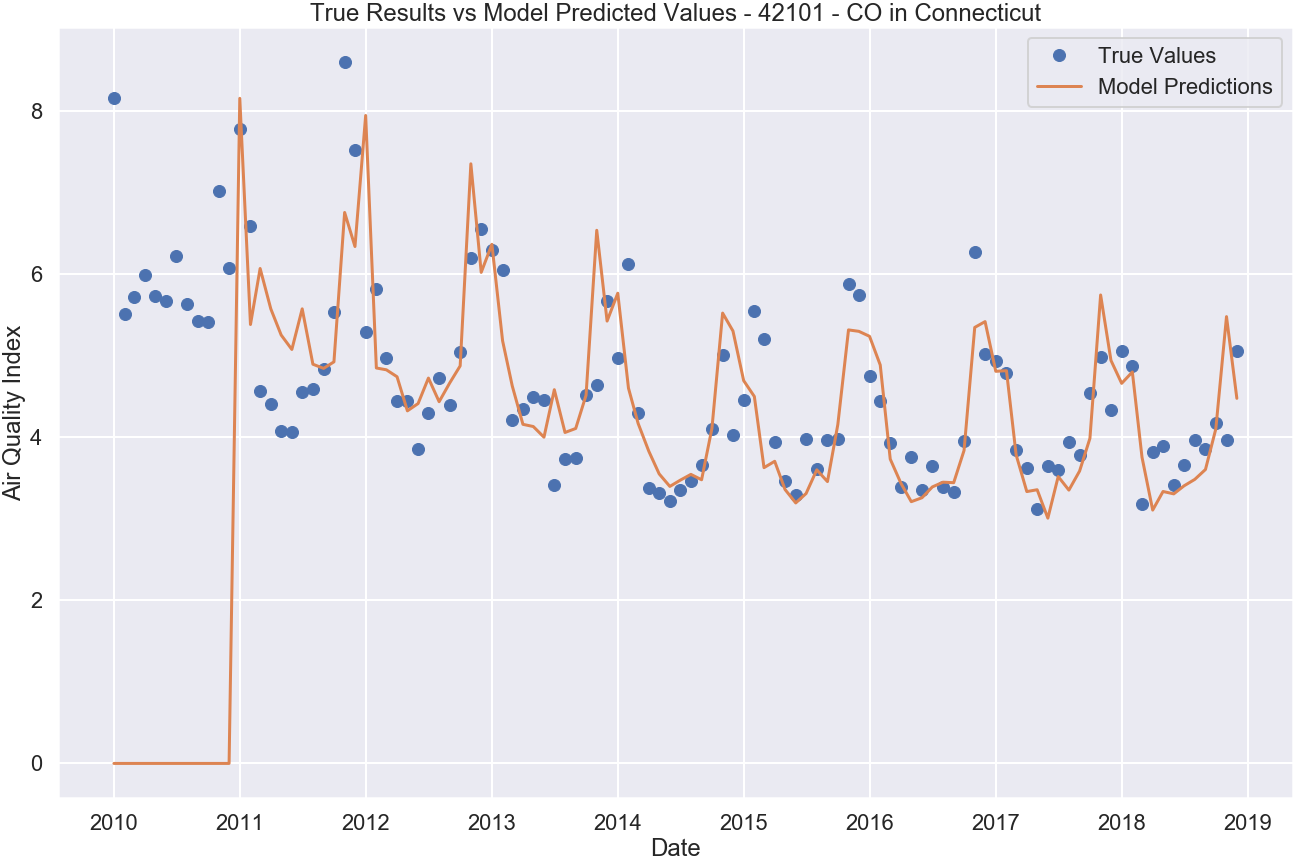 True Results vs Model Predicted Values - 42101 - CO in Connecticut
True Values
Model Predictions
Air Quality Index
8
6
4
2
0
2010 2011 2012 2013 2014 2015 2016 2017 2018 2019
Date